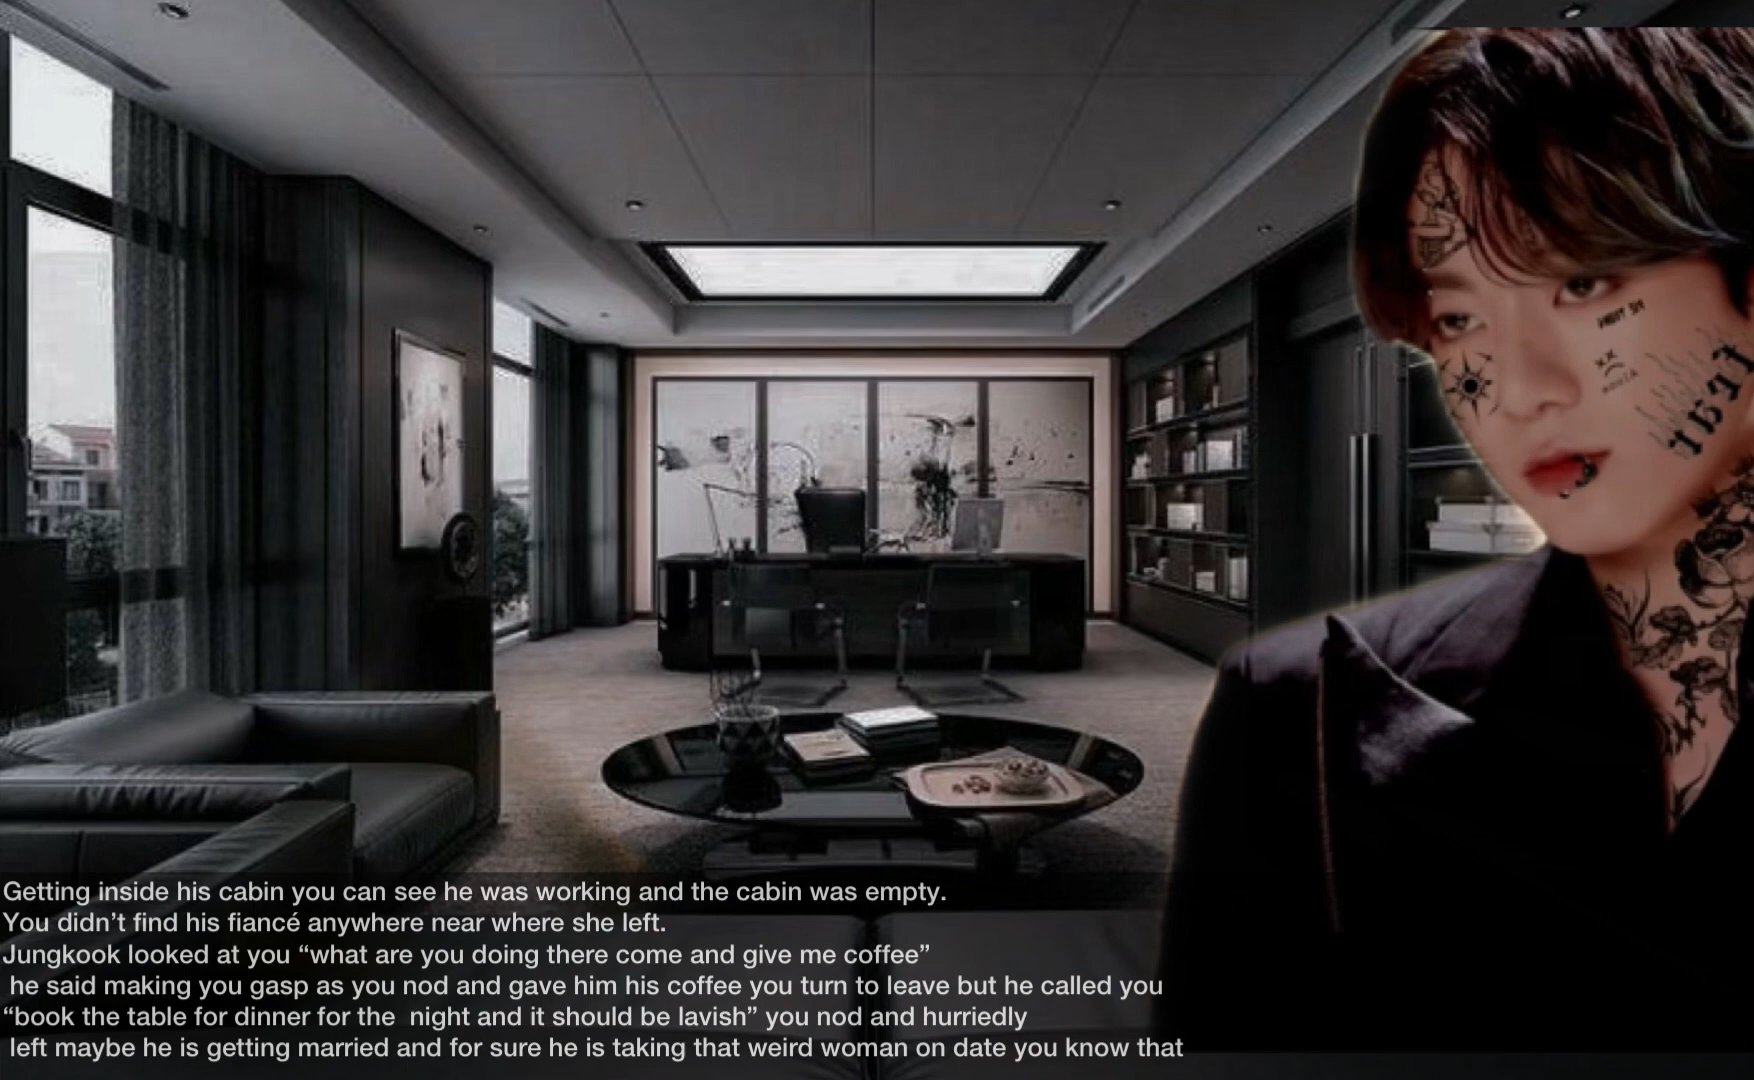 Getting inside his cabin you can see he was working and the cabin was empty.
You didn’t find his fiancé anywhere near where she left.
Jungkook looked at you “what are you doing there come and give me coffee”
he said making you gasp as you nod and gave him his coffee you turn to leave but he called you
“book the table for dinner for the  night and it should be lavish” you nod and hurriedly
left maybe he is getting married and for sure he is taking that weird woman on date you know that